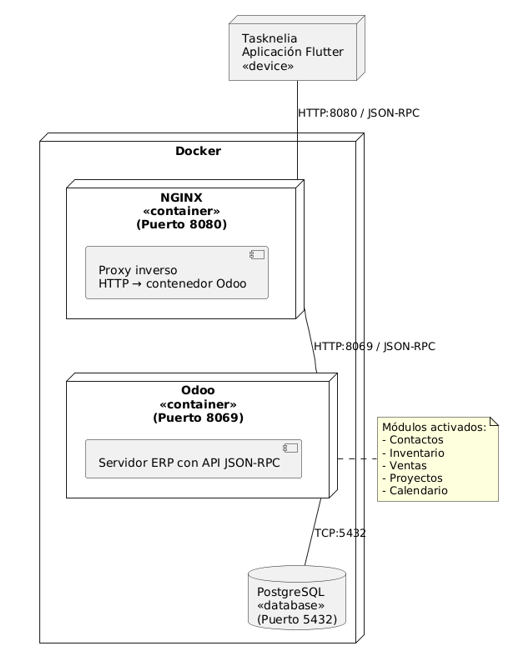 Tasknelia
Aplicación Flutter
«device»
HTTP:8080 / JSON-RPC
Docker
NGINX
«container»
(Puerto 8080)
Proxy inverso
HTTP → contenedor Odoo
HTTP:8069 / JSON-RPC
Odoo
«container»
(Puerto 8069)
Servidor ERP con API JSON-RPC
Módulos activados:
- Contactos
- Inventario
- Ventas
- Proyectos
- Calendario
TCP:5432
PostgreSQL
«database»
(Puerto 5432)